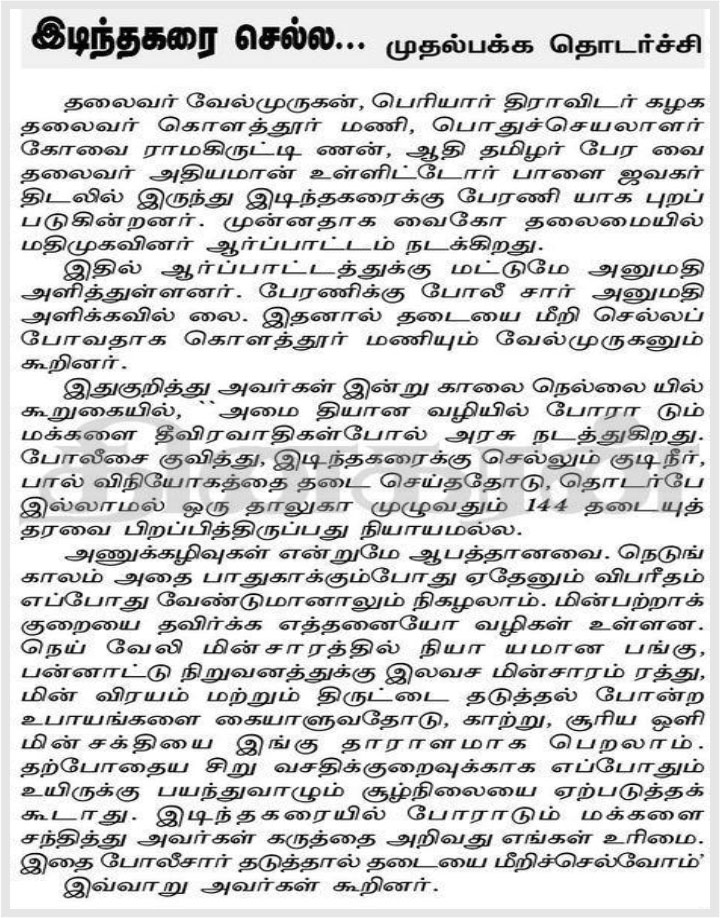 இடிந்தகரை செல்ல... முதல்பக்க தொடர்ச்சி
தலைவர் வேல்முருகன், பெரியார் திராவிடர் கழக
தலைவர் கொளத்தூர் மணி, பொதுச்செயலாளர்
கோவை ராமகிருட்டி ணன், ஆதி தமிழர் பேர வை
தலைவர் அதியமான் உள்ளிட்டோர் பாளை ஜவகர்
திடலில் இருந்து இடிந்தகரைக்கு பேரணி யாக புறப்
படுகின்றனர். முன்னதாக வைகோ தலைமையில்
மதிமுகவினர் ஆர்ப்பாட்டம் நடக்கிறது.
இதில் ஆர்ப்பாட்டத்துக்கு மட்டுமே அனுமதி
அளித்துள்ளனர். பேரணிக்கு போலீ சார் அனுமதி
அளிக்கவில் லை. இதனால் தடையை மீறி செல்லப்
போவதாக கொளத்தூர் மணியும் வேல்முருகனும்
கூறினர்.
இதுகுறித்து அவர்கள் இன்று காலை நெல்லை யில்
கூறுகையில், ``அமை தியான வழியில் போரா டும்
மக்களை தீவிரவாதிகள்போல் அரசு நடத்துகிறது.
போலீசை குவித்து, இடிந்தகரைக்கு செல்லும் குடிநீர்,
பால் விநியோகத்தை தடை செய்ததோடு, தொடர்பே
இல்லாமல் ஒரு தாலுகா முழுவதும் 144 தடையுத்
தரவை பிறப்பித்திருப்பது நியாயமல்ல.
அணுக்கழிவுகள் என்றுமே ஆபத்தானவை. நெடுங்
காலம் அதை பாதுகாக்கும்போது ஏதேனும் விபரீதம்
எப்போது வேண்டுமானாலும் நிகழலாம். மின்பற்றாக்
குறையை தவிர்க்க எத்தனையோ வழிகள் உள்ளன.
நெய் வேலி மின்சாரத்தில் நியா யமான பங்கு,
பன்னாட்டு நிறுவனத்துக்கு இலவச மின்சாரம் ரத்து,
மின் விரயம் மற்றும் திருட்டை தடுத்தல் போன்ற
உபாயங்களை கையாளுவதோடு, காற்று, சூரிய ஒளி
மின் சக்தியை இங்கு தாராளமாக பெறலாம்.
தற்போதைய சிறு வசதிக்குறைவுக்காக எப்போதும்
உயிருக்கு பயந்துவாழும் சூழ்நிலையை ஏற்படுத்தக்
கூடாது. இடிந்தகரையில் போராடும் மக்களை
சந்தித்து அவர்கள் கருத்தை அறிவது எங்கள் உரிமை.
இதை போலீசார் தடுத்தால் தடையை மீறிச்செல்வோம்'
இவ்வாறு அவர்கள் கூறினர்.